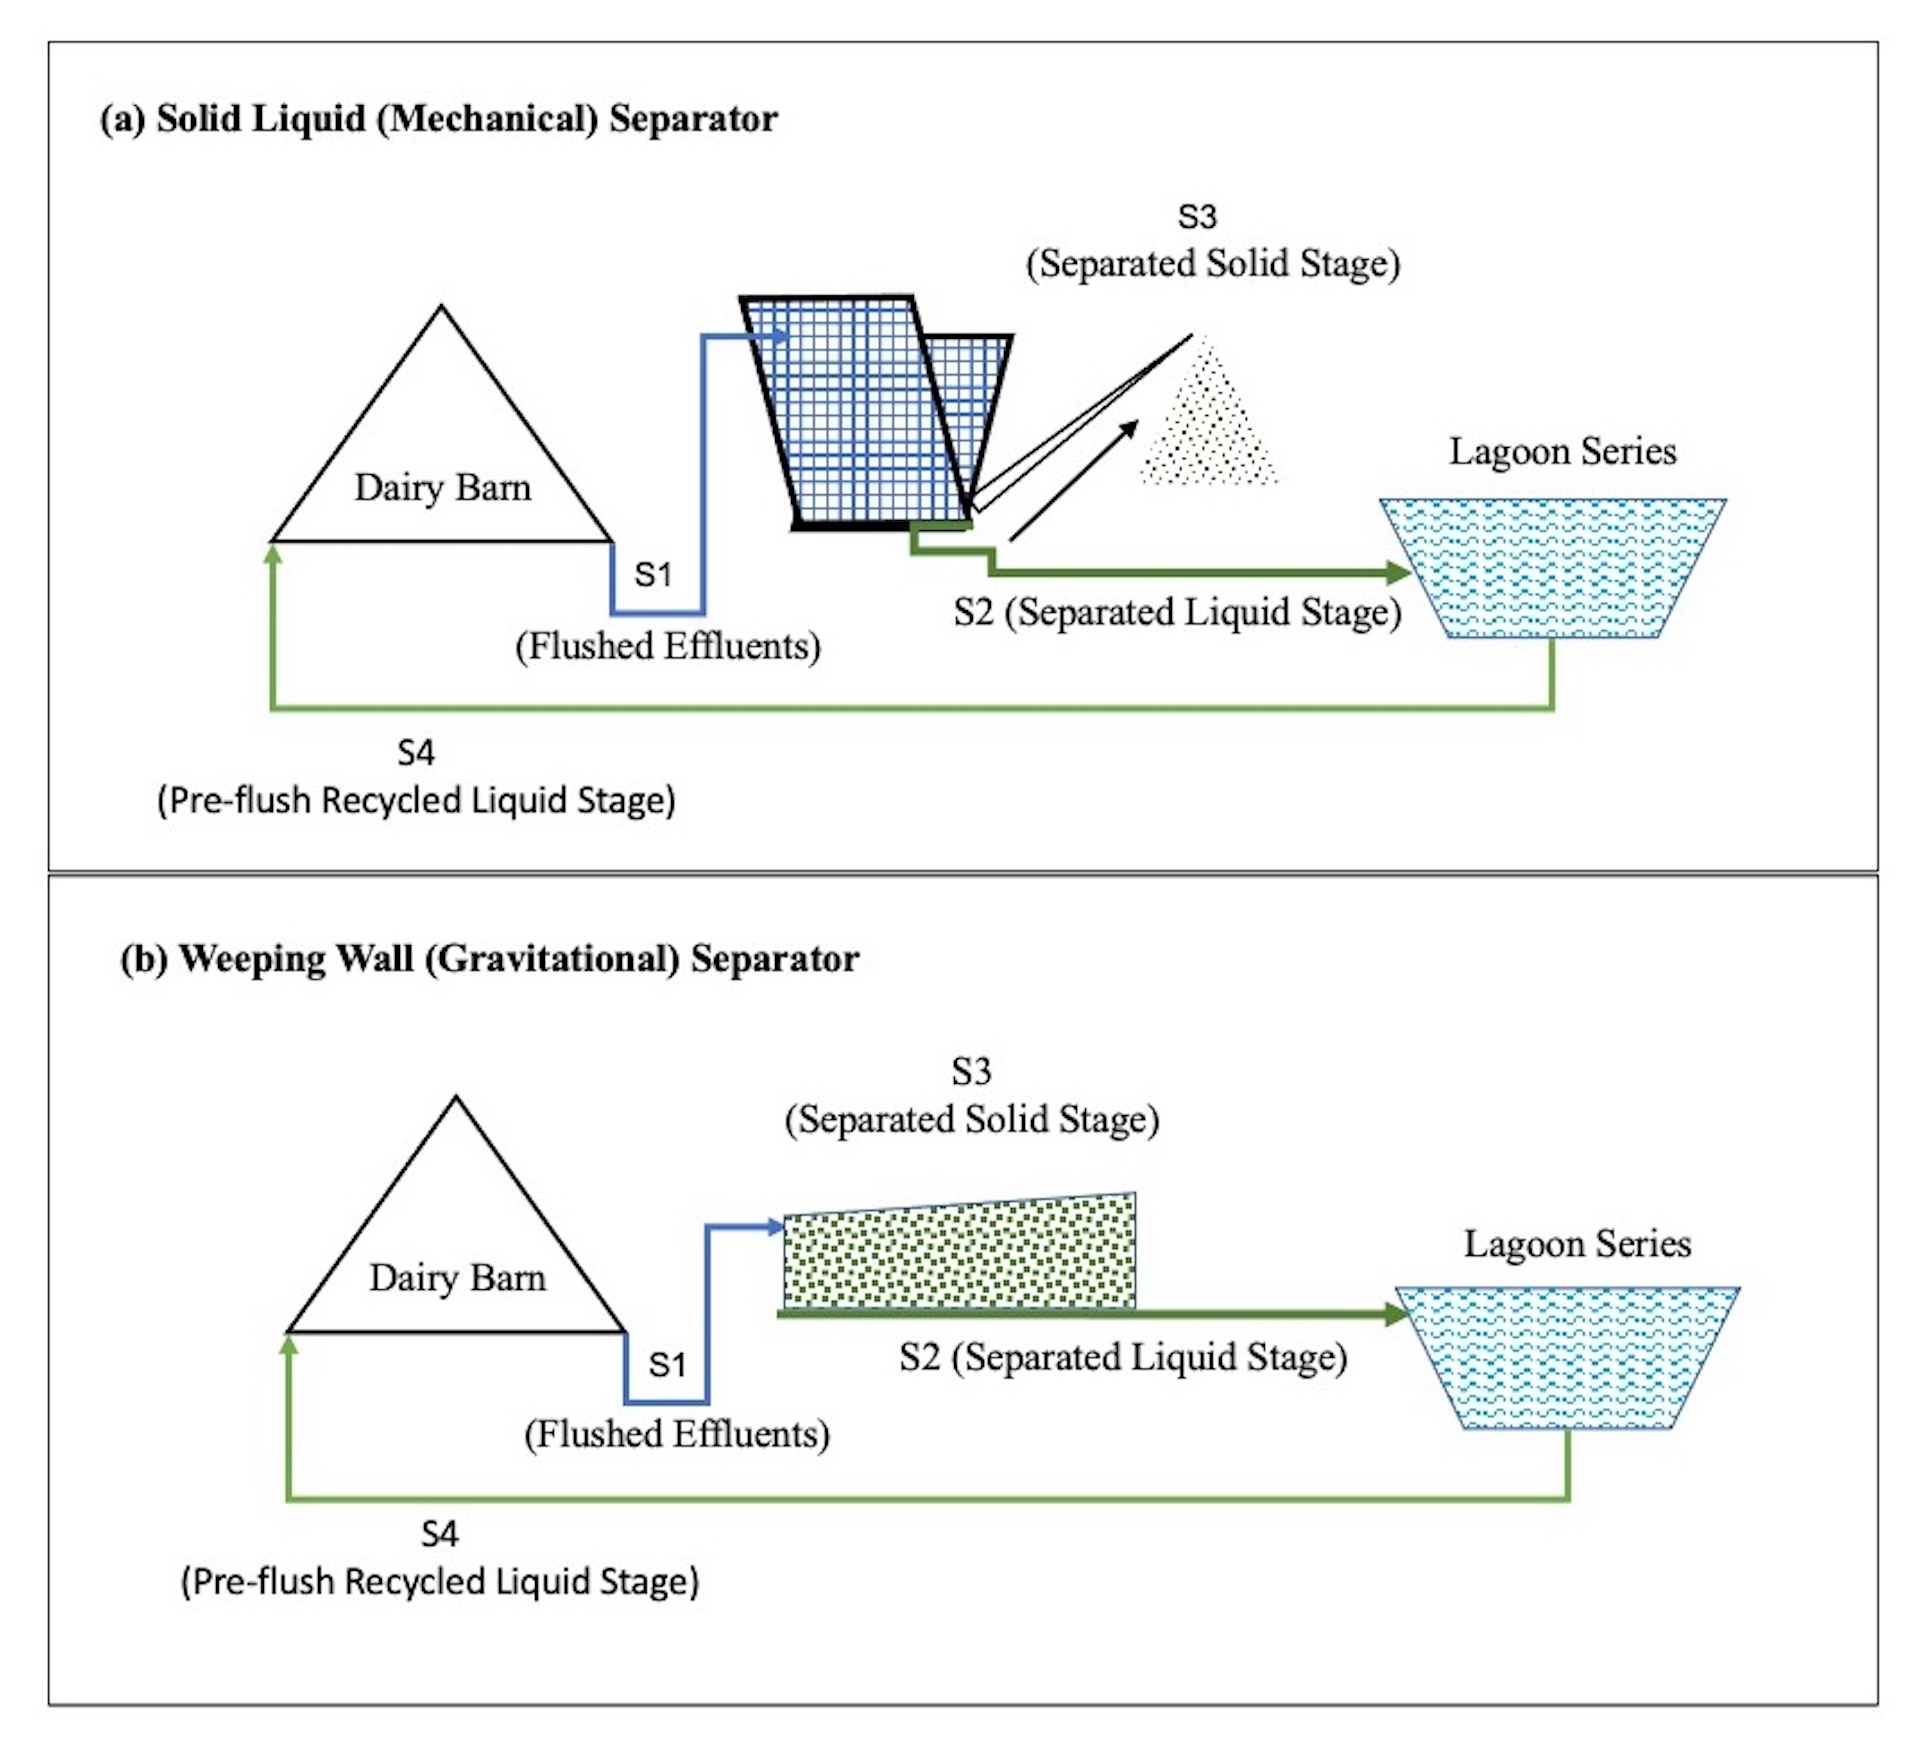 (a) Solid Liquid (Mechanical) Separator
S3
(Separated Solid Stage)
Dairy Barn
Lagoon Series
S1
(Flushed Effluents)
S2 (Separated Liquid Stage)
S4
(Pre-flush Recycled Liquid Stage)
(b) Weeping Wall (Gravitational) Separator
S3
(Separated Solid Stage)
Dairy Barn
Lagoon Series
S1
(Flushed Effluents)
S2 (Separated Liquid Stage)
S4
(Pre-flush Recycled Liquid Stage)